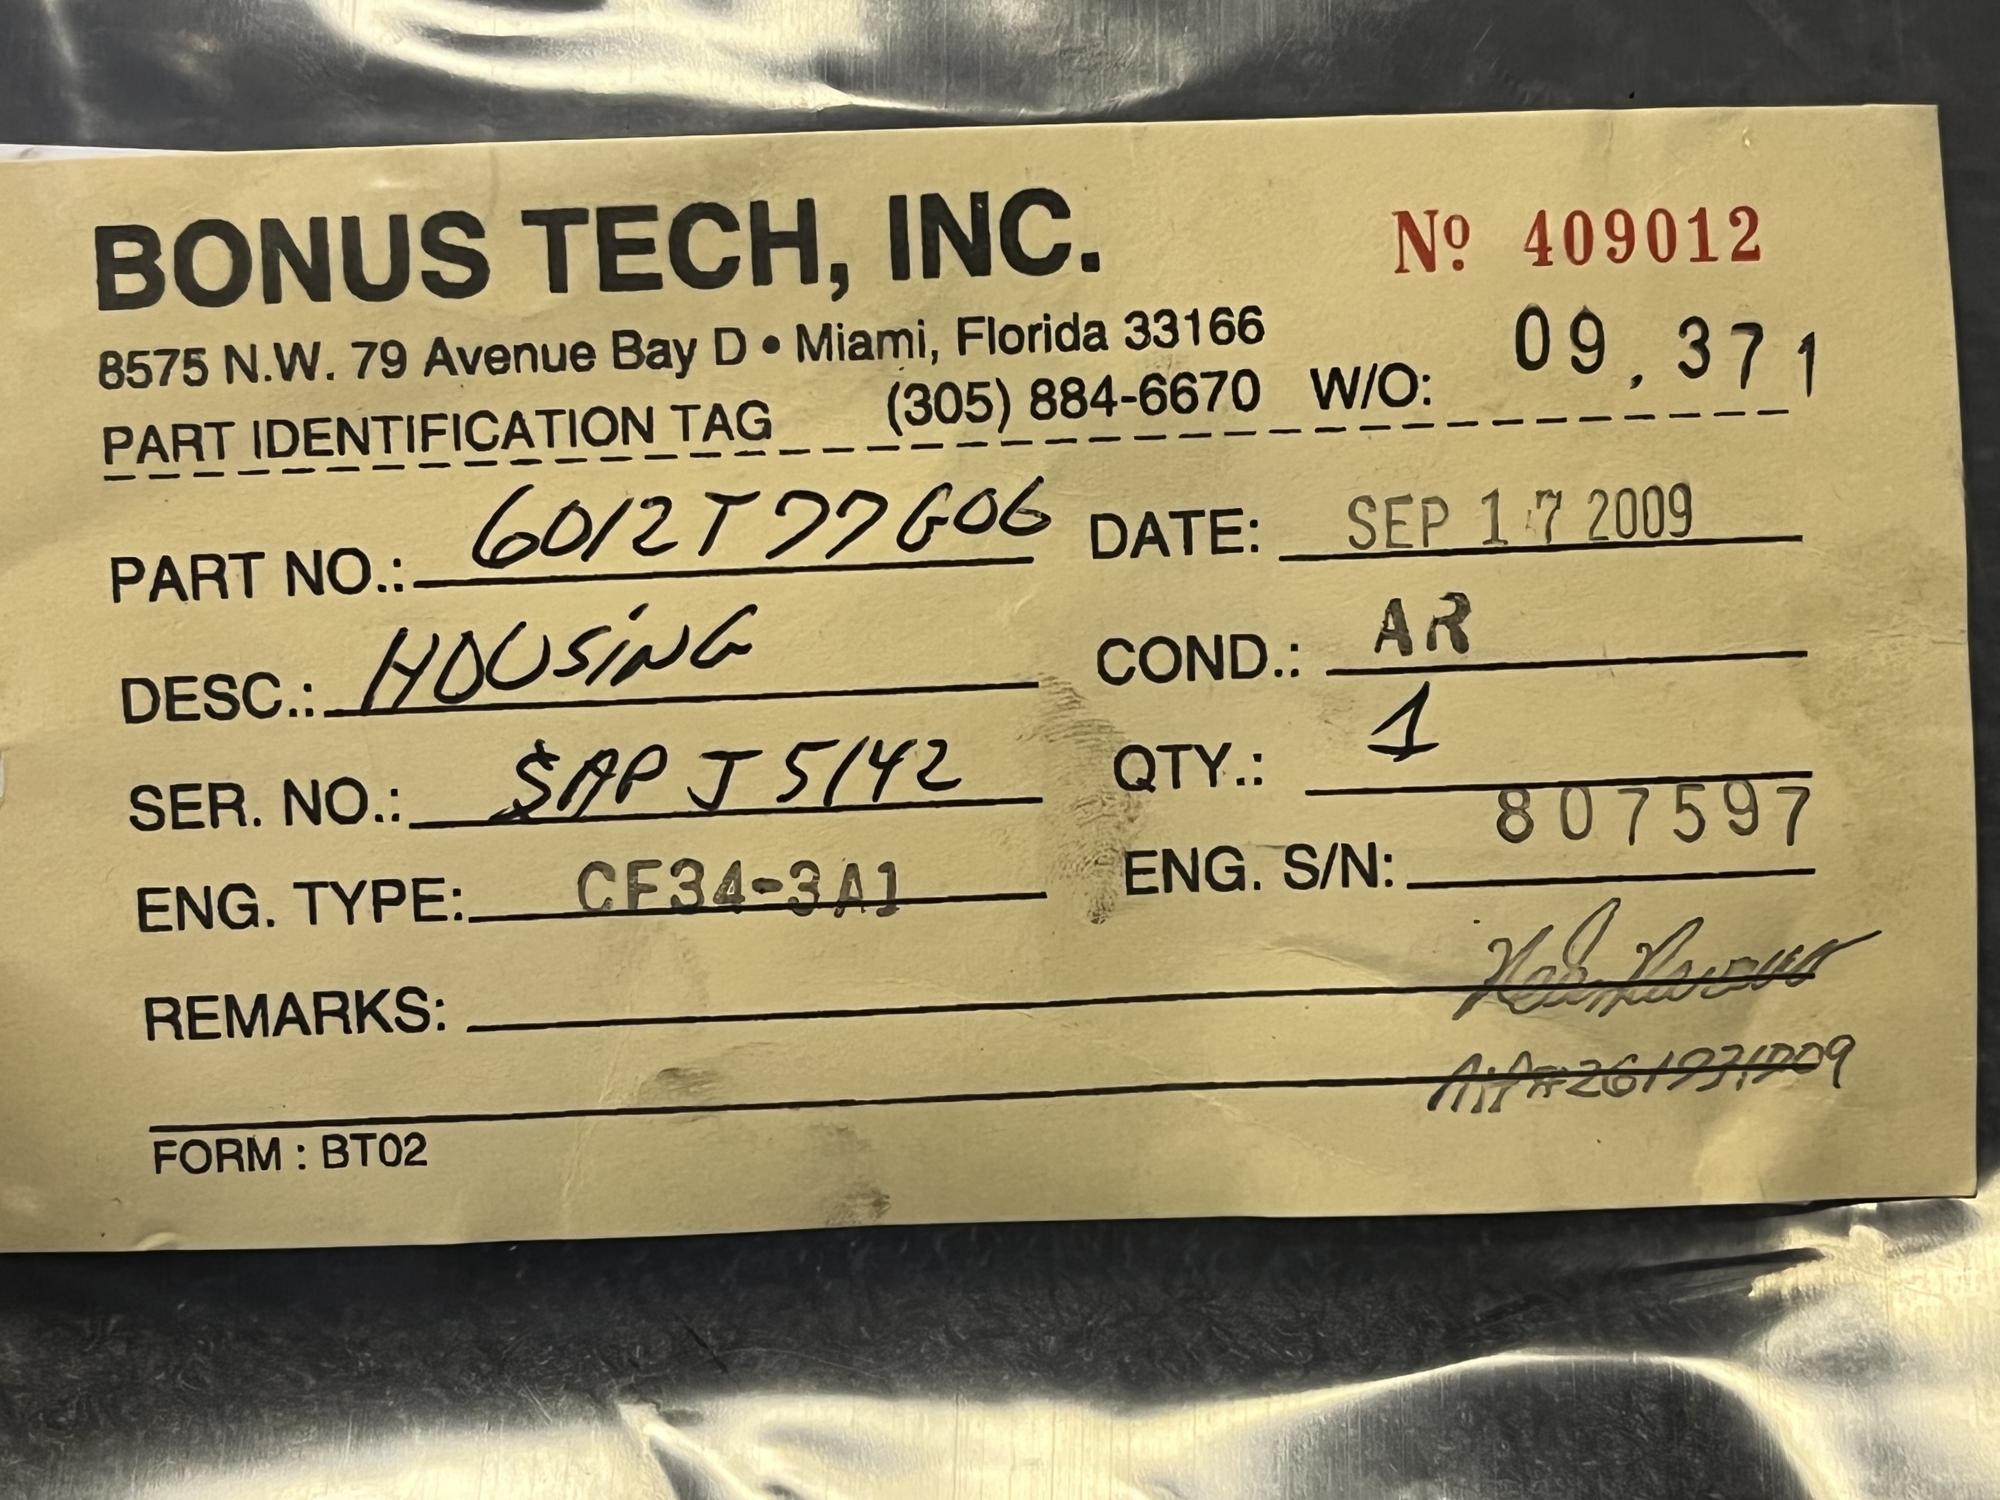 BONUS TECH, INC.
Nº 409012
8575 N.W. 79 Avenue Bay D • Miami, Florida 33166
PART IDENTIFICATION TAG (305) 884-6670 W/O: 09.371
PART NO.: 6012T77G06 DATE: SEP 17 2009
DESC.: HOUSiNG COND.: AR
SER. NO.: SAPJ5142 QTY.: 1
ENG. TYPE: CF34-3A1 ENG. S/N: 807597
REMARKS:
FORM : BT02